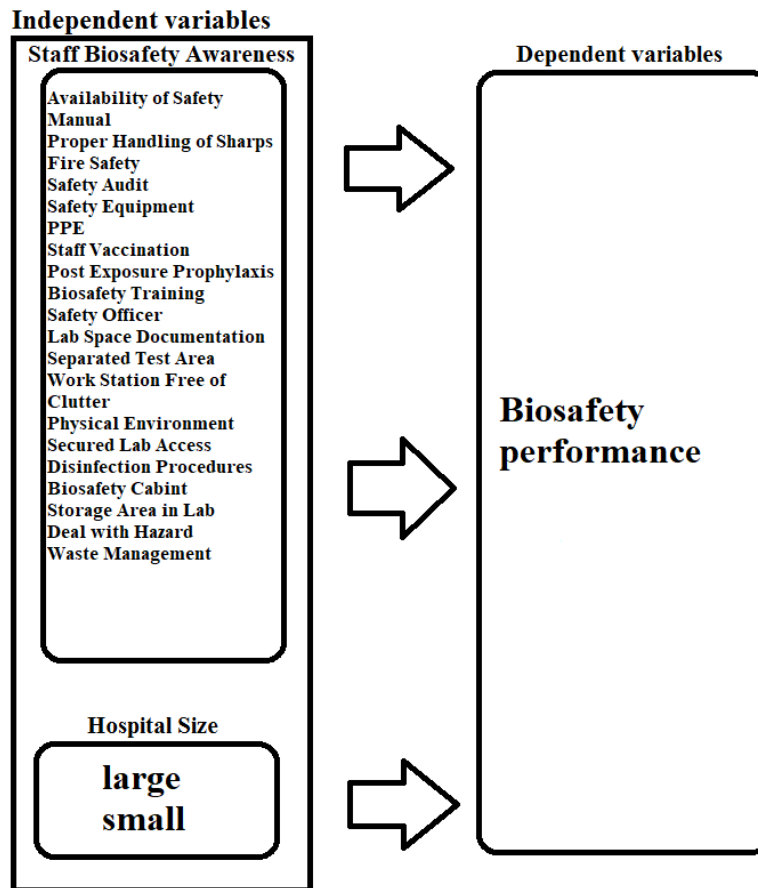 Independent variables
Staff Biosafety Awareness
Availability of Safety
Manual
Proper Handling of Sharps
Fire Safety
Safety Audit
Safety Equipment
PPE
Staff Vaccination
Post Exposure Prophylaxis
Biosafety Training
Safety Officer
Lab Space Documentation
Separated Test Area
Work Station Free of
Clutter
Physical Environment
Secured Lab Access
Disinfection Procedures
Biosafety Cabint
Storage Area in Lab
Deal with Hazard
Waste Management
Hospital Size
large
small
Dependent variables
Biosafety
performance